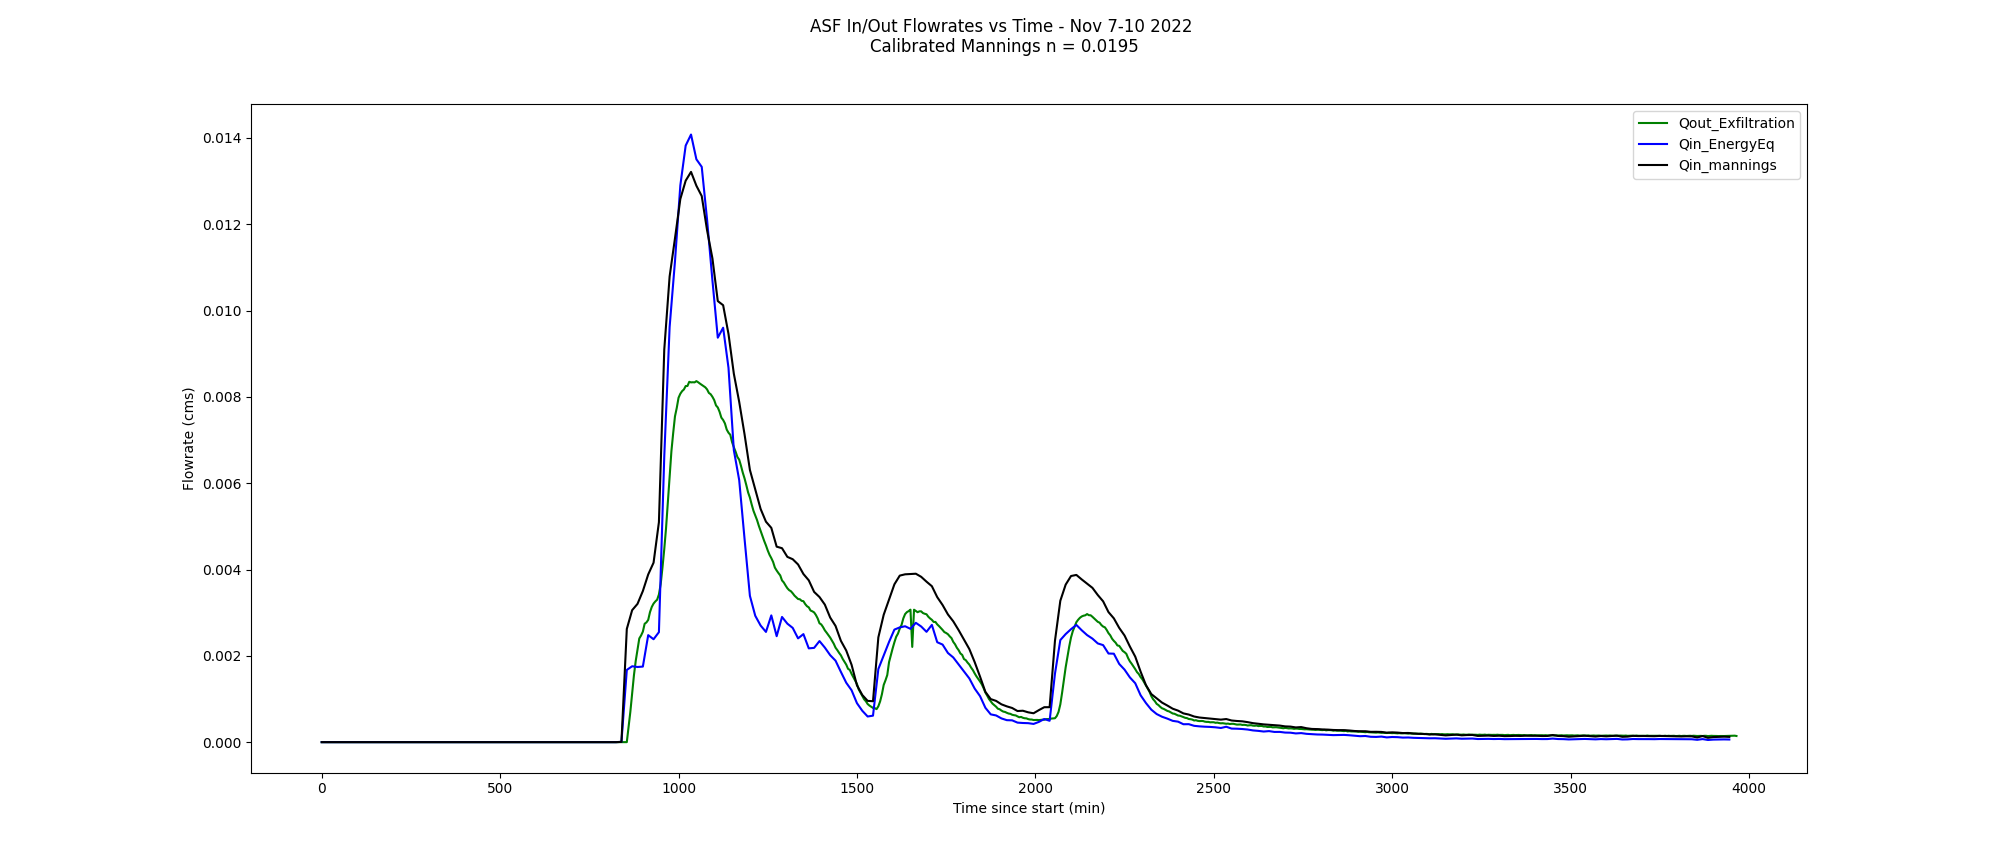 ASF In/Out Flowrates vs Time - Nov 7-10 2022
Calibrated Mannings n = 0.0195
Qout_Exfiltration
Qin_EnergyEq
Qin_mannings
0.014
0.012
0.010
0.008
0.006
0.004
0.002
0.000
Flowrate (cms)
0 500 1000 1500 2000 2500 3000 3500 4000
Time since start (min)